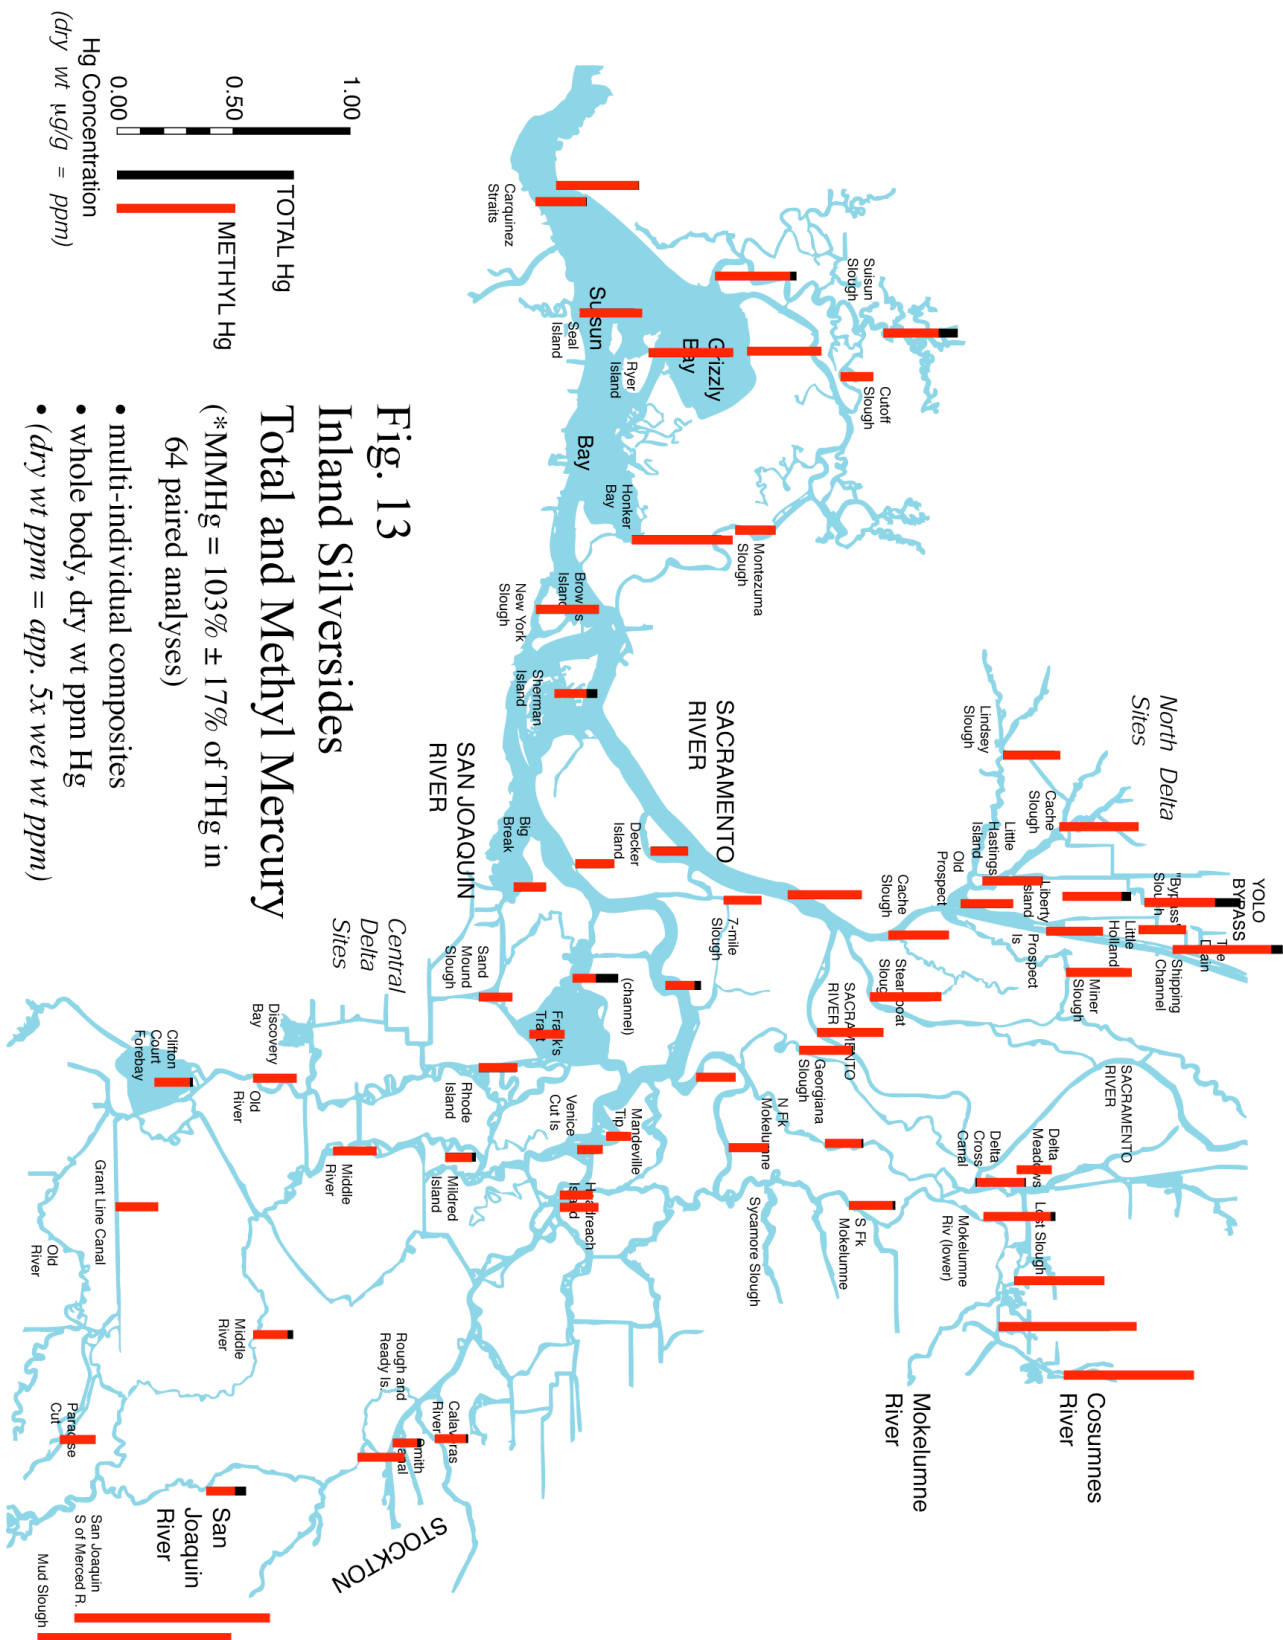 YOLO
BYPASS
North Delta
Sites
"Bypass"
Slough
The
Drain
Shipping
Channel
Little
Holland
Liberty
Island
Lindsey
Slough
Cache
Slough
Little
Hastings
Island
Old
Prospect
Prospect
Is
Miner
Slough
Cache
Slough
Steamboat
Slough
SACRAMENTO
RIVER
SACRAMENTO
RIVER
SACRAMENTO
RIVER
Georgiana
Slough
Delta
Meadows
Delta
Cross
Canal
Lost Slough
Mokelumne
Riv (lower)
Cosumnes
River
Mokelumne
River
N Fk
Mokelumne
S Fk
Mokelumne
Sycamore Slough
Suisun
Slough
Cutoff
Slough
Grizzly
Bay
Suisun
Bay
Ryer
Island
Seal
Island
Carquinez
Straits
Honker
Bay
Montezuma
Slough
Browns
Island
New York
Slough
Sherman
Island
Decker
Island
7-mile
Slough
Big
Break
SAN JOAQUIN
RIVER
(channel)
Frank's
Tract
Sand
Mound
Slough
Central
Delta
Sites
Mandeville
Tip
Venice
Cut Is
Headreach
Island
Rhode
Island
Mildred
Island
Discovery
Bay
Old
River
Middle
River
Clifton
Court
Forebay
Grant Line Canal
Old
River
Middle
River
Rough and
Ready Is.
Calaveras
River
Smith
Canal
STOCKTON
Paradise
Cut
San
Joaquin
River
San Joaquin
S of Merced R.
Mud Slough
Fig. 13
Inland Silversides
Total and Methyl Mercury
(*MMHg = 103% ± 17% of THg in
64 paired analyses)
• multi-individual composites
• whole body, dry wt ppm Hg
• (dry wt ppm = app. 5x wet wt ppm)
1.00
0.50
0.00
TOTAL Hg
METHYL Hg
Hg Concentration
(dry wt µg/g = ppm)